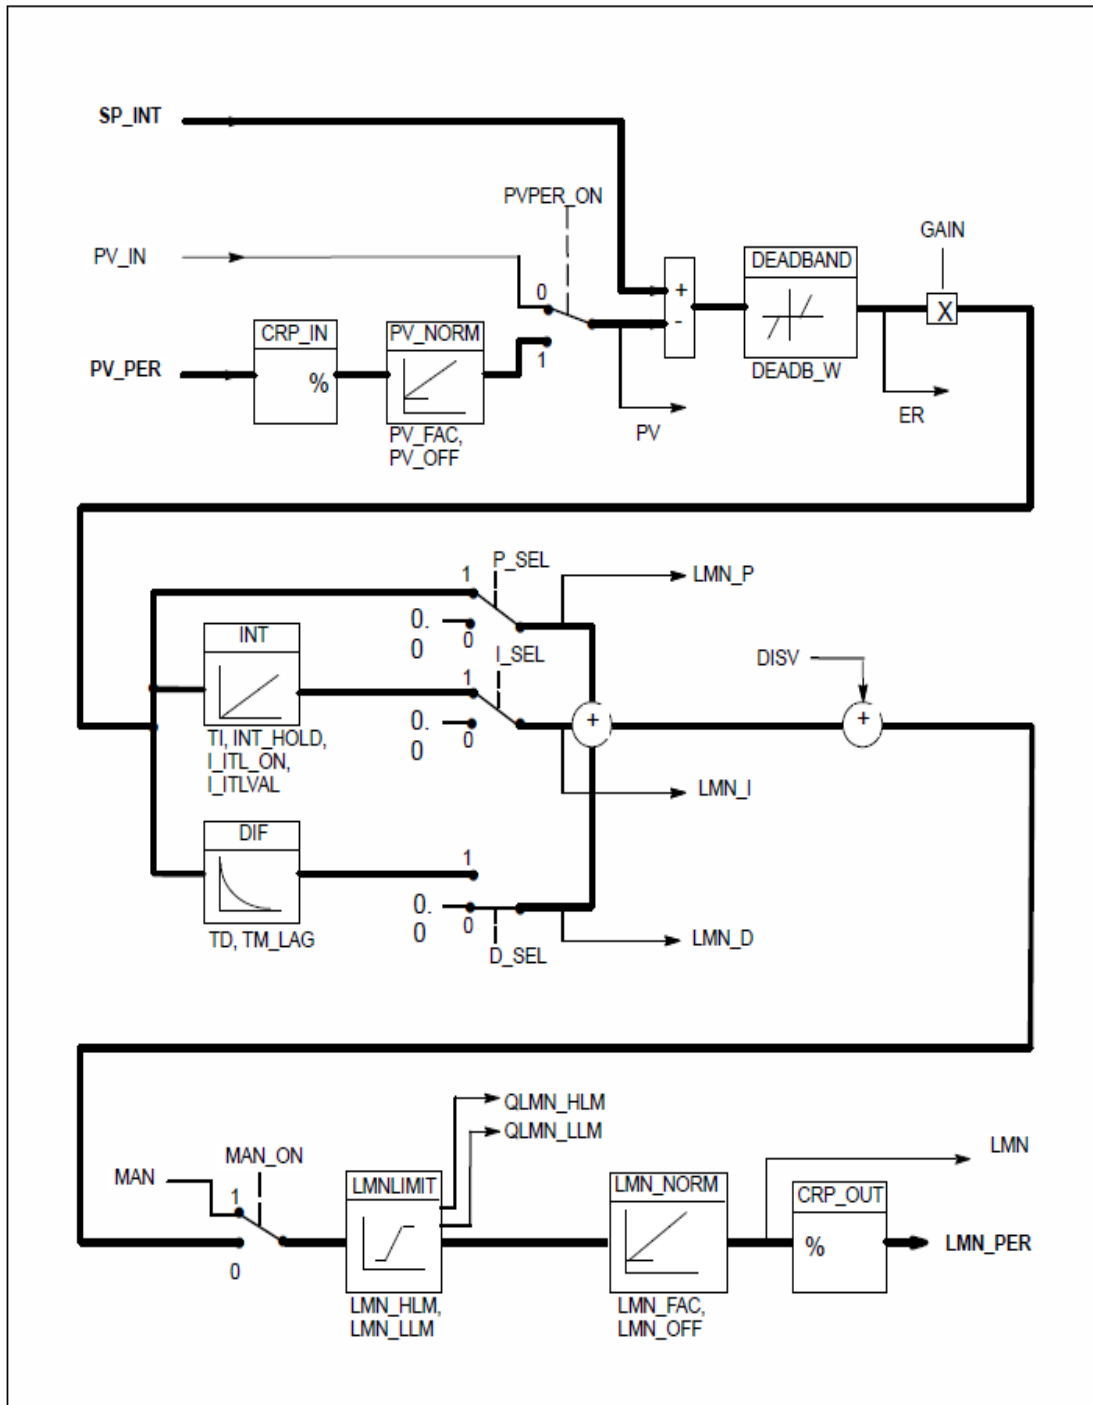 SP_INT
PVPER_ON
GAIN
PV_IN
DEADBAND
0
+
-
X
CRP_IN
PV_NORM
PV_PER
%
1
DEADB_W
ER
PV
PV_FAC,
PV_OFF
P_SEL
1
LMN_P
0.
0
0
INT
I_SEL
DISV
1
0.
0
0
+
+
TI, INT_HOLD,
I_ITL_ON,
I_ITLVAL
LMN_I
DIF
1
0.
0
0
TD, TM_LAG
D_SEL
LMN_D
QLMN_HLM
QLMN_LLM
MAN_ON
LMN
MAN
LMNLIMIT
LMN_NORM
CRP_OUT
1
%
LMN_PER
0
LMN_HLM,
LMN_LLM
LMN_FAC,
LMN_OFF